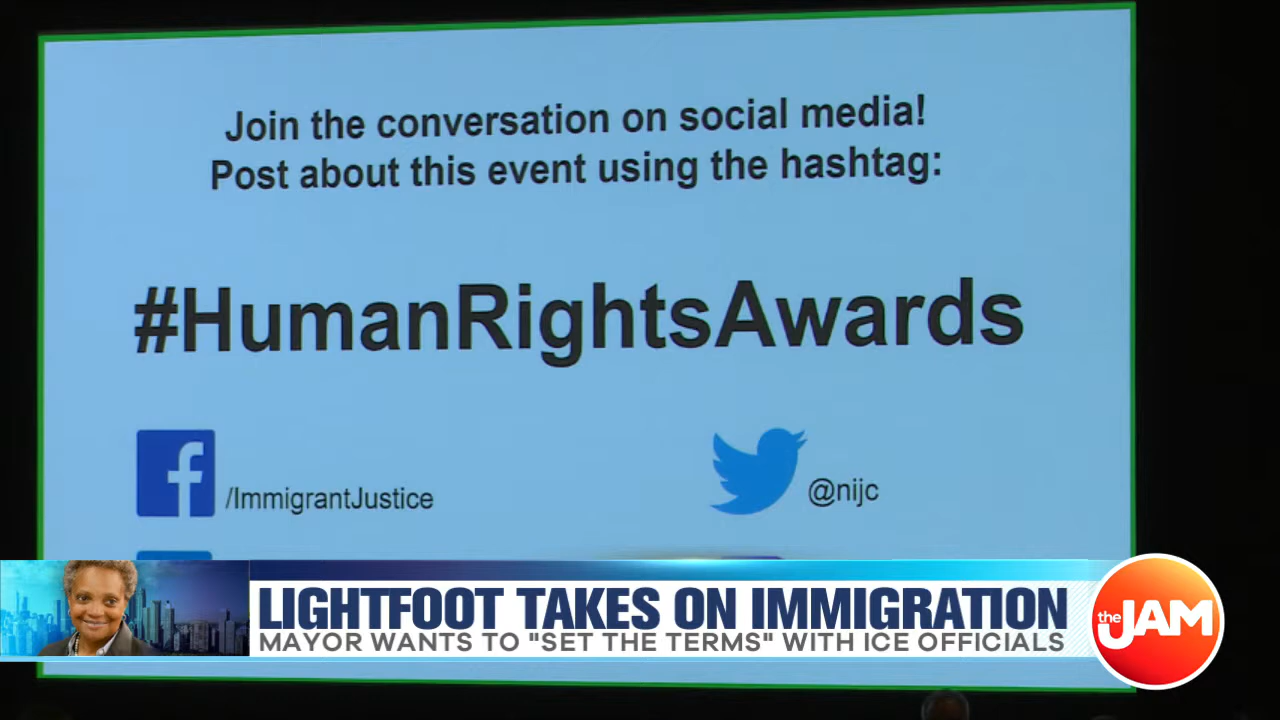 Join the conversation on social media!
Post about this event using the hashtag:
#HumanRightsAwards
f
/ImmigrantJustice
@nijc
LIGHTFOOT TAKES ON IMMIGRATION
MAYOR WANTS TO "SET THE TERMS" WITH ICE OFFICIALS
the JAM